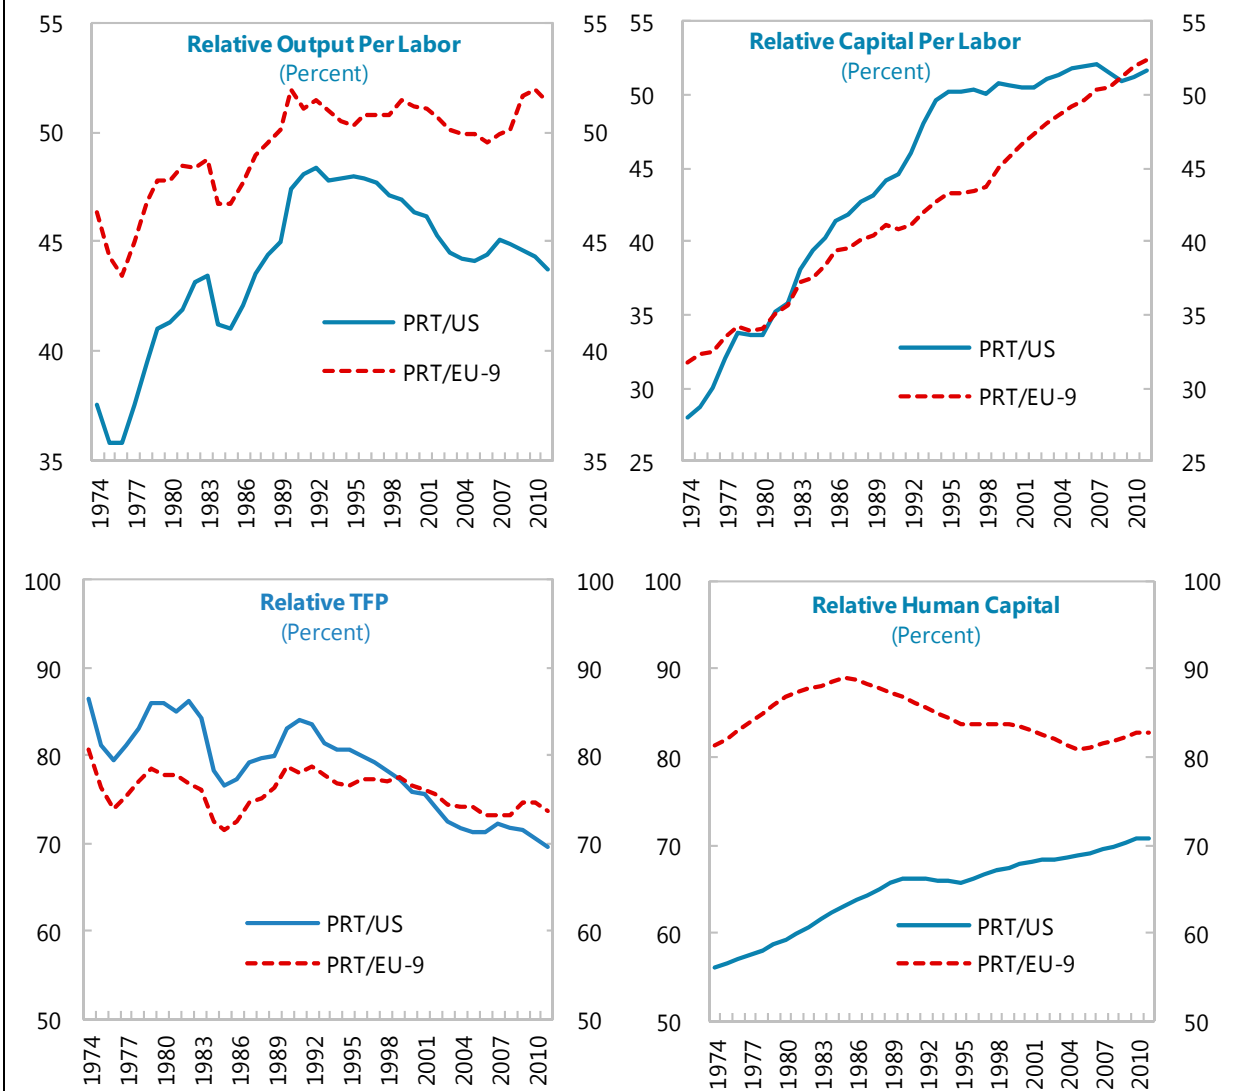 Relative Output Per Labor
(Percent)
55 55
50 50
45 45
40 40
35 35
PRT/US
PRT/EU-9
1974 1977 1980 1983 1986 1989 1992 1995 1998 2001 2004 2007 2010
Relative Capital Per Labor
(Percent)
55 55
50 50
45 45
40 40
35 35
30 30
25 25
PRT/US
PRT/EU-9
1974 1977 1980 1983 1986 1989 1992 1995 1998 2001 2004 2007 2010
Relative TFP
(Percent)
100 100
90 90
80 80
70 70
60 60
50 50
PRT/US
PRT/EU-9
1974 1977 1980 1983 1986 1989 1992 1995 1998 2001 2004 2007 2010
Relative Human Capital
(Percent)
100 100
90 90
80 80
70 70
60 60
50 50
PRT/US
PRT/EU-9
1974 1977 1980 1983 1986 1989 1992 1995 1998 2001 2004 2007 2010